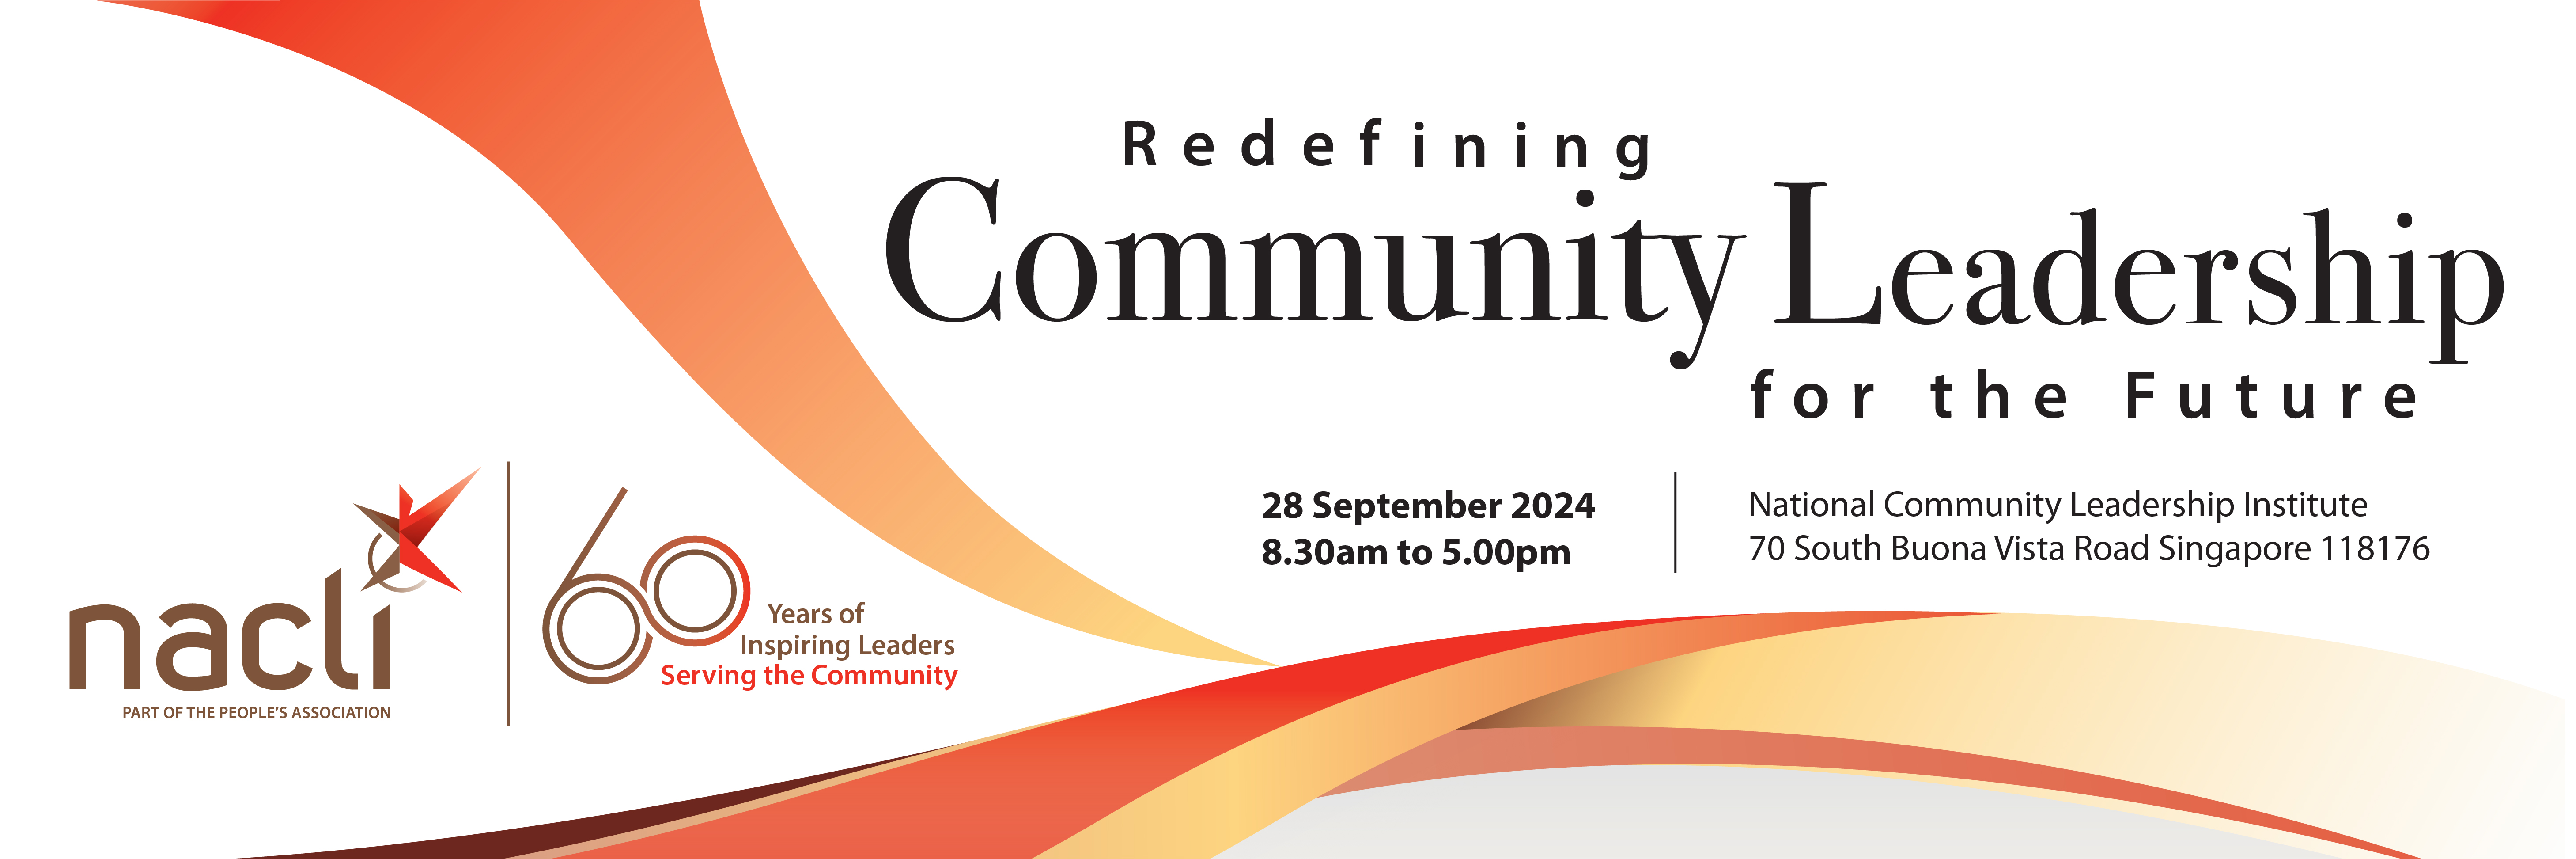 Redefining
Community Leadership
for the Future
28 September 2024
8.30am to 5.00pm
National Community Leadership Institute
70 South Buona Vista Road Singapore 118176
nacli
PART OF THE PEOPLE'S ASSOCIATION
60
Years of
Inspiring Leaders
Serving the Community